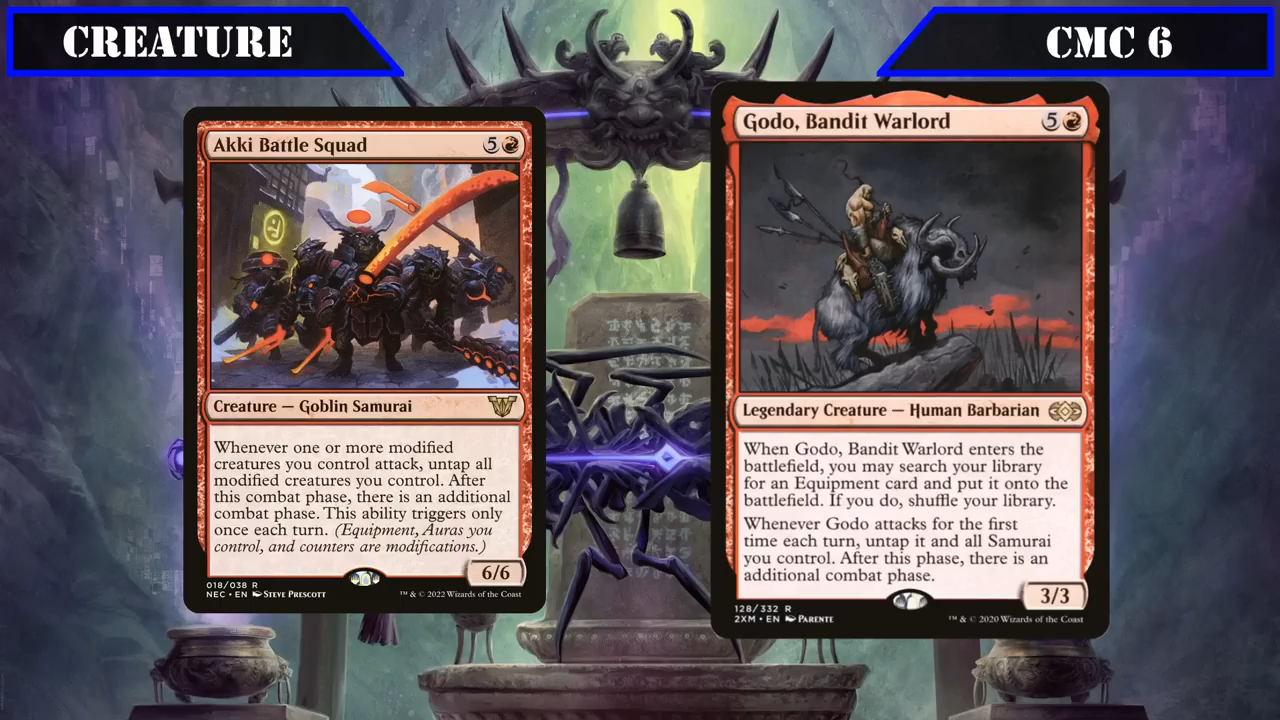 CREATURE
CMC 6
Akki Battle Squad 5
Creature — Goblin Samurai
Whenever one or more modified
creatures you control attack, untap all
modified creatures you control. After
this combat phase, there is an additional
combat phase. This ability triggers only
once each turn. (Equipment, Auras you
control, and counters are modifications.)
6/6
018/038 R
NEC • EN Steve Prescott
™ & © 2022 Wizards of the Coast
Godo, Bandit Warlord 5
Legendary Creature — Human Barbarian
When Godo, Bandit Warlord enters the
battlefield, you may search your library
for an Equipment card and put it onto the
battlefield. If you do, shuffle your library.
Whenever Godo attacks for the first
time each turn, untap it and all Samurai
you control. After this phase, there is an
additional combat phase.
3/3
128/332 R
2XM • EN Parente
™ & © 2020 Wizards of the Coast